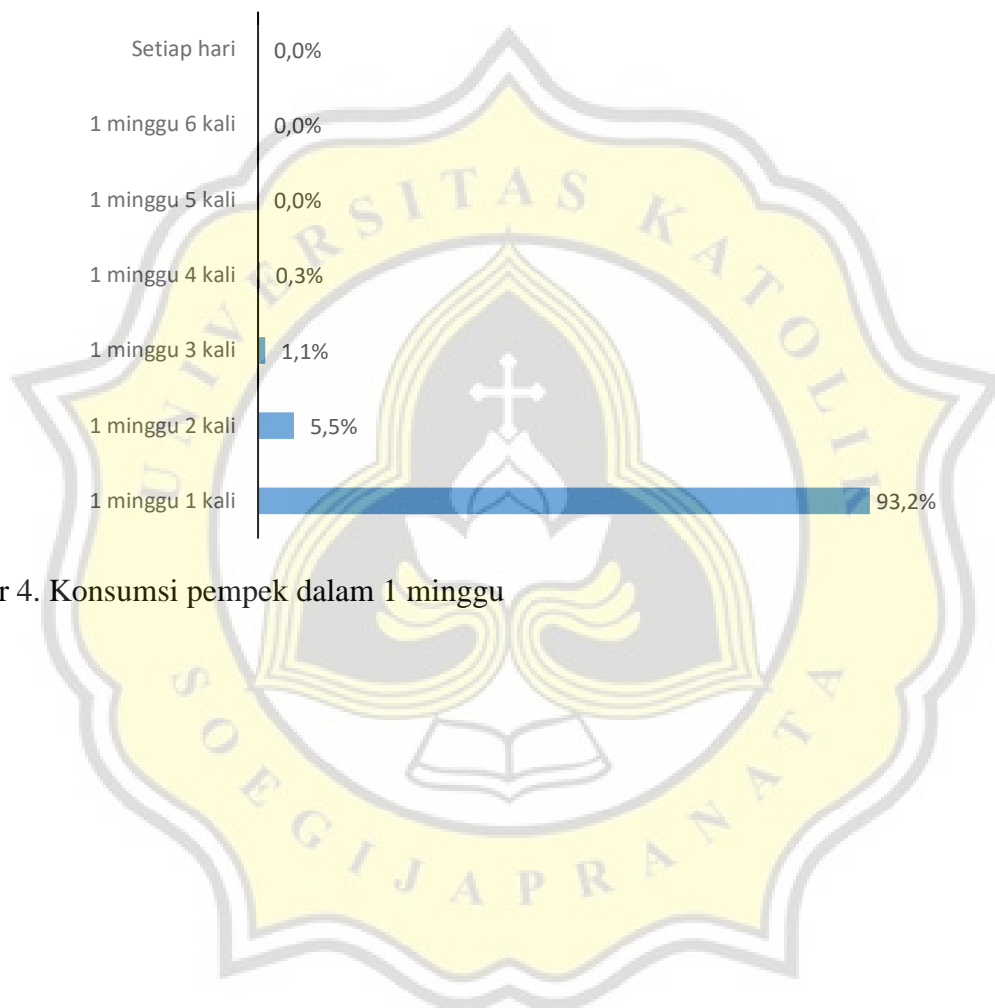 Setiap hari 0,0%
1 minggu 6 kali 0,0%
1 minggu 5 kali 0,0%
1 minggu 4 kali 0,3%
1 minggu 3 kali 1,1%
1 minggu 2 kali 5,5%
1 minggu 1 kali 93,2%
r 4. Konsumsi pempek dalam 1 minggu
UNIVERSITAS KATOLIK
SOEGIJAPRANATA